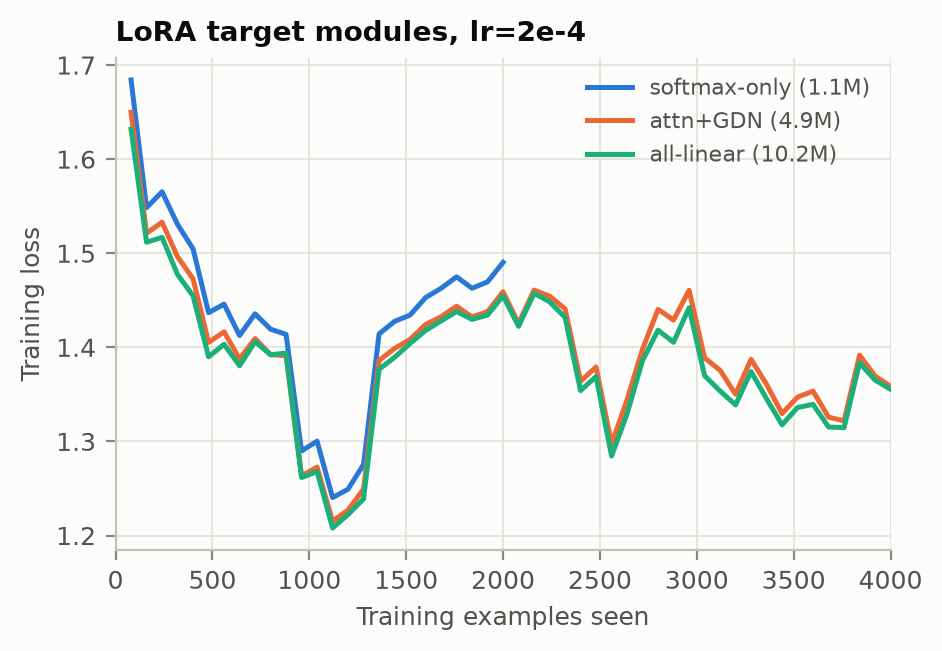 LoRA target modules, lr=2e-4
1.7
1.6
1.5
1.4
1.3
1.2
Training loss
softmax-only (1.1M)
attn+GDN (4.9M)
all-linear (10.2M)
0 500 1000 1500 2000 2500 3000 3500 4000
Training examples seen